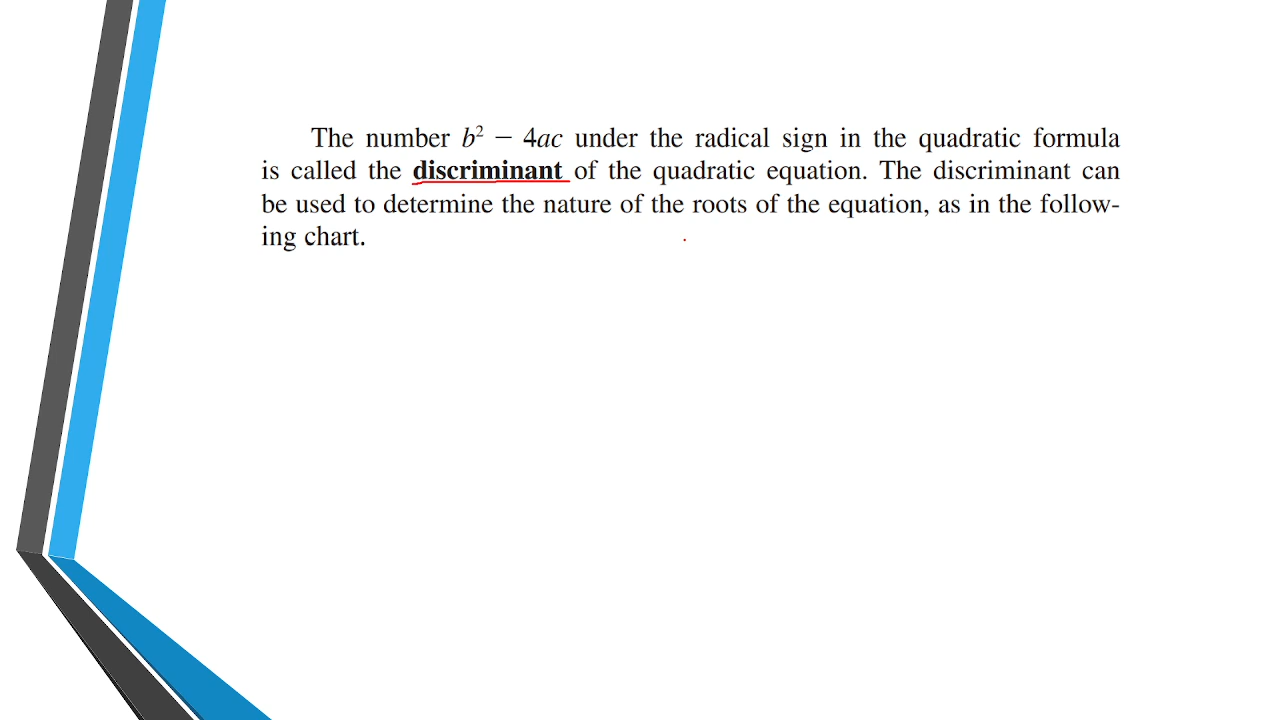 The number b² − 4ac under the radical sign in the quadratic formula
is called the discriminant of the quadratic equation. The discriminant can
be used to determine the nature of the roots of the equation, as in the follow-
ing chart.